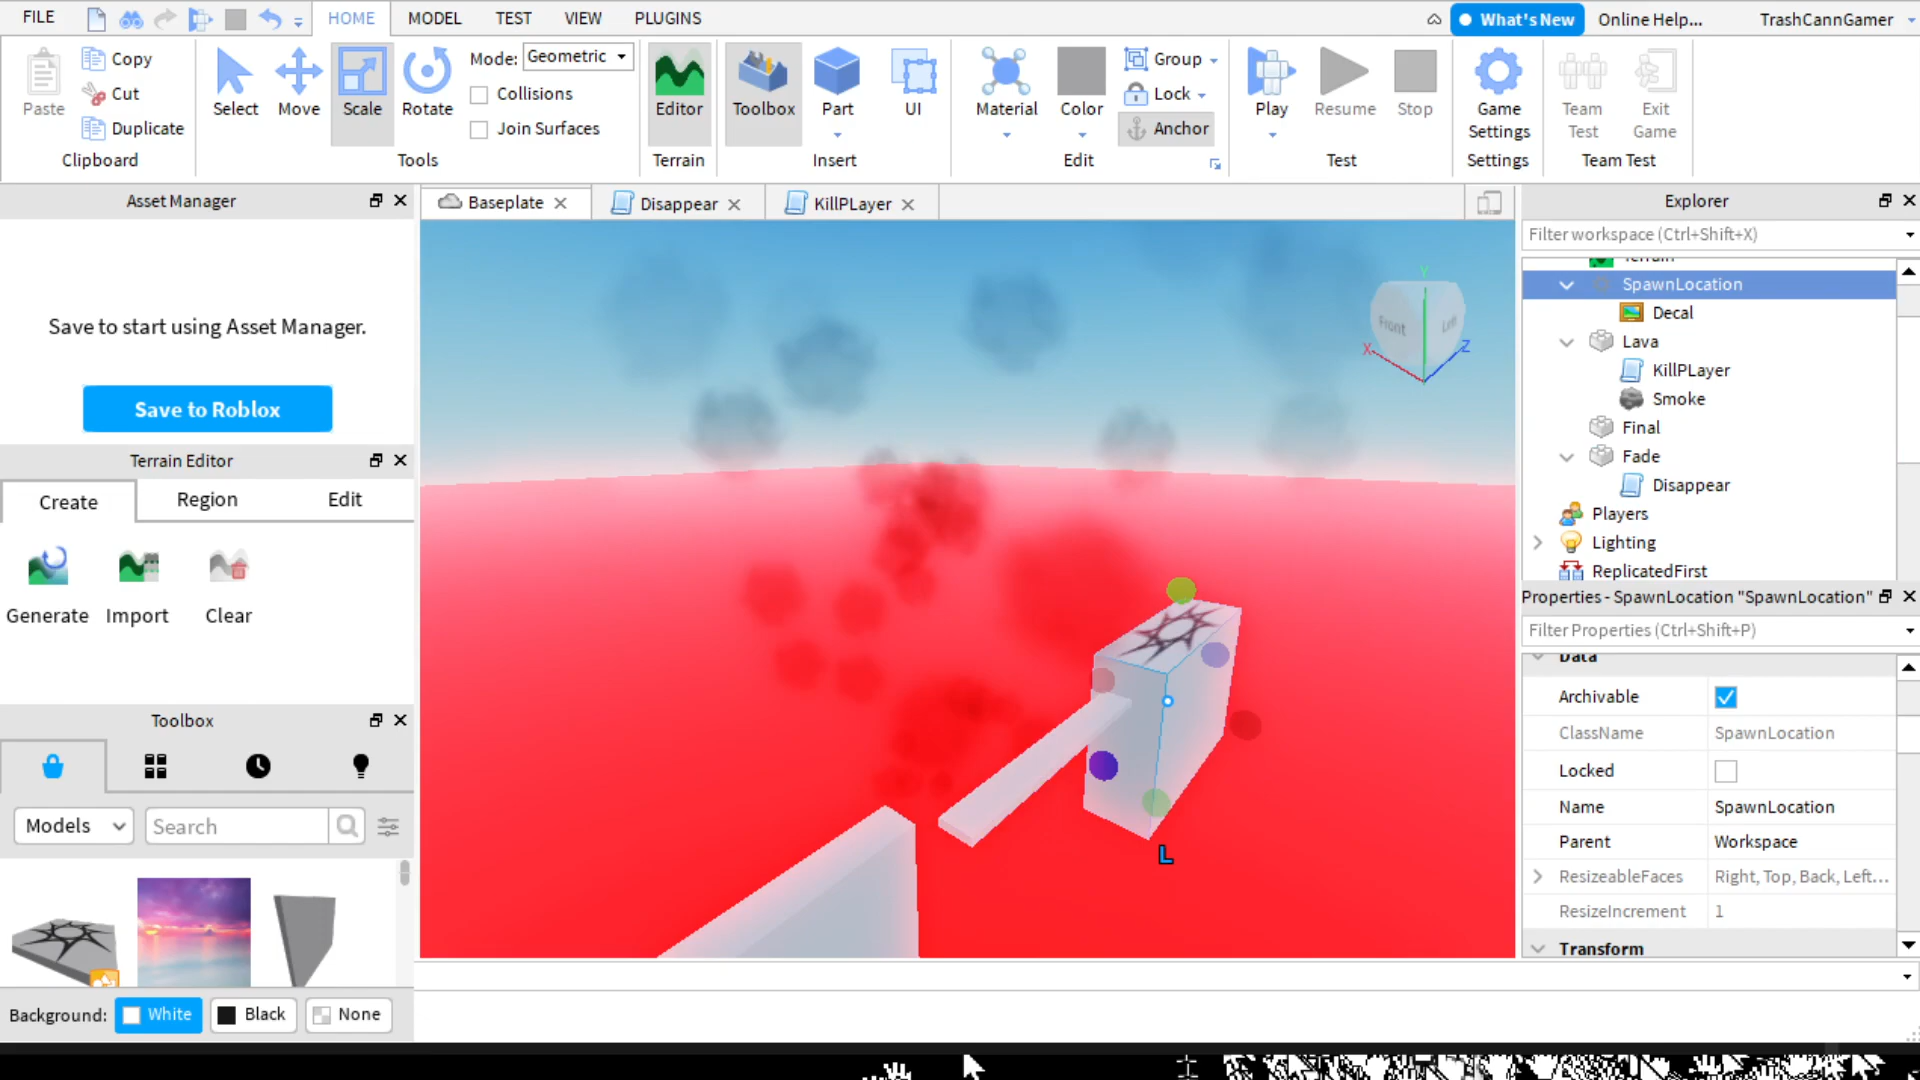 FILE HOME MODEL TEST VIEW PLUGINS What's New Online Help... TrashCannGamer
Paste Copy Cut Duplicate Clipboard
Select Move Scale Rotate Mode: Geometric Collisions Join Surfaces Tools
Editor Terrain
Toolbox Part UI Insert
Material Color Group Lock Anchor Edit
Play Resume Stop Test
Game Settings Settings
Team Test Exit Game Team Test
Asset Manager
Save to start using Asset Manager.
Save to Roblox
Terrain Editor
Create Region Edit
Generate Import Clear
Toolbox
Models Search
Background: White Black None
Baseplate Disappear KillPLayer
Front Left
Y
X Z
L
Explorer
Filter workspace (Ctrl+Shift+X)
Terrain
SpawnLocation
Decal
Lava
KillPLayer
Smoke
Final
Fade
Disappear
Players
Lighting
ReplicatedFirst
Properties - SpawnLocation "SpawnLocation"
Filter Properties (Ctrl+Shift+P)
Data
Archivable
ClassName SpawnLocation
Locked
Name SpawnLocation
Parent Workspace
ResizeableFaces Right, Top, Back, Left...
ResizeIncrement 1
Transform